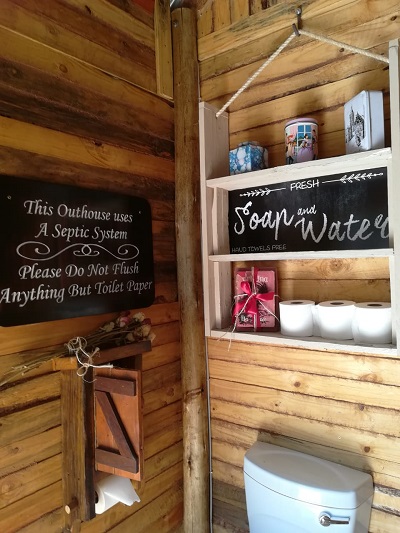 This Outhouse uses
A Septic System
Please Do Not Flush
Anything But Toilet Paper
FRESH
Soap and Water
HAND TOWELS FREE